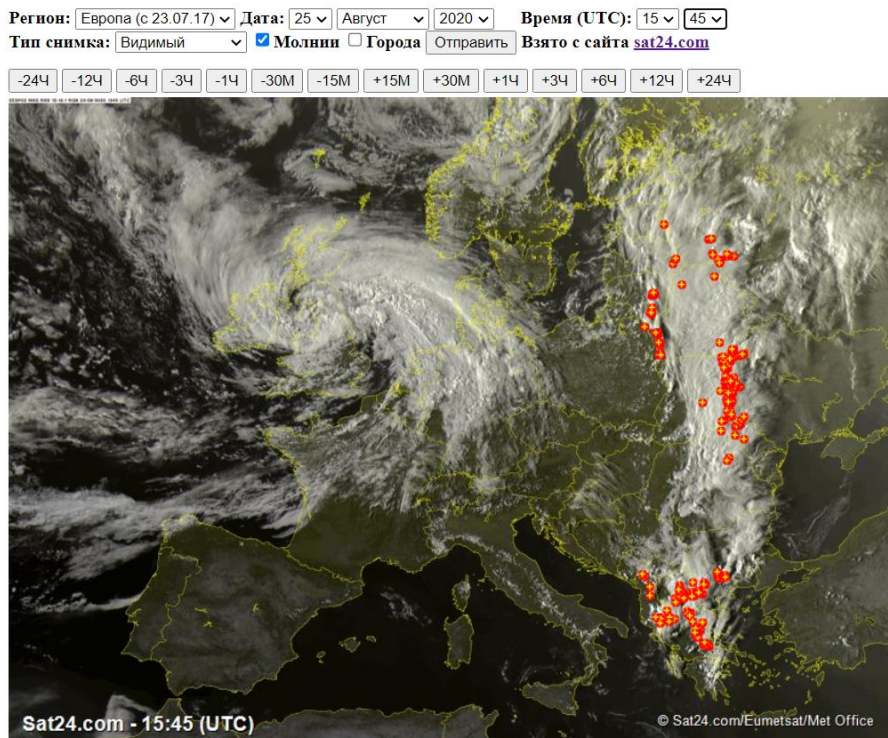 Регион: Европа (с 23.07.17) Дата: 25 Август 2020 Время (UTC): 15 45
Тип снимка: Видимый Молнии Города Отправить Взято с сайта sat24.com
-24Ч -12Ч -6Ч -3Ч -1Ч -30М -15М +15М +30М +1Ч +3Ч +6Ч +12Ч +24Ч
Sat24.com - 15:45 (UTC)
© Sat24.com/Eumetsat/Met Office